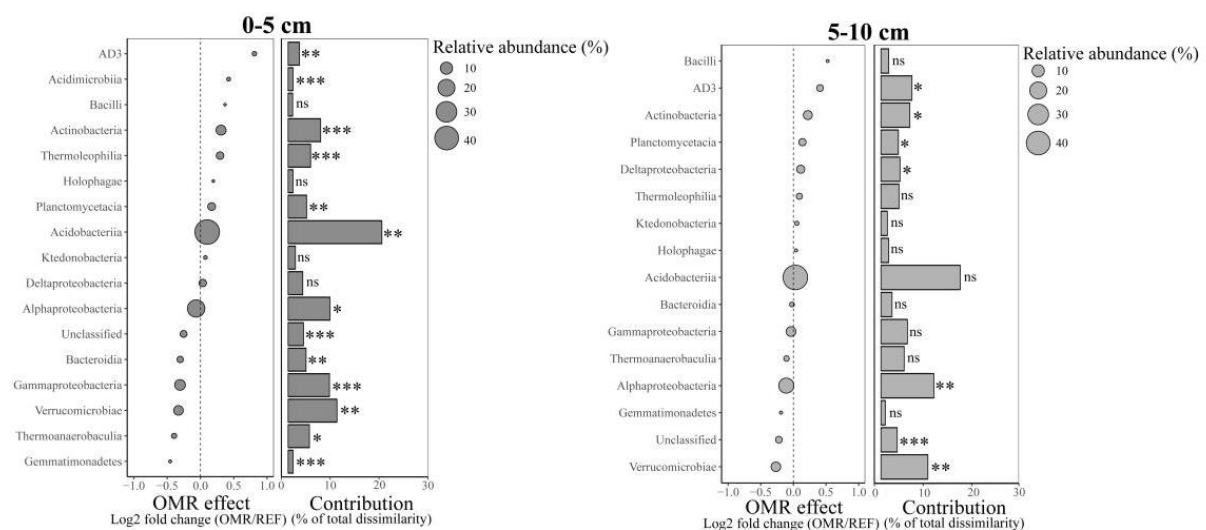 0-5 cm
AD3
**
Acidimicrobiia
***
Bacilli
ns
Actinobacteria
***
Thermoleophilia
***
Holophagae
ns
Planctomycetacia
**
Acidobacteriia
**
Ktedonobacteria
ns
Deltaproteobacteria
ns
Alphaproteobacteria
*
Unclassified
***
Bacteroidia
**
Gammaproteobacteria
***
Verrucomicrobiae
**
Thermoanaerobaculia
*
Gemmatimonadetes
***
-1.0 -0.5 0.0 0.5 1.0
0 10 20 30
OMR effect
Log2 fold change (OMR/REF)
Contribution
(% of total dissimilarity)
Relative abundance (%)
10
20
30
40
5-10 cm
Bacilli
ns
AD3
*
Actinobacteria
*
Planctomycetacia
*
Deltaproteobacteria
*
Thermoleophilia
ns
Ktedonobacteria
ns
Holophagae
ns
Acidobacteriia
ns
Bacteroidia
ns
Gammaproteobacteria
ns
Thermoanaerobaculia
ns
Alphaproteobacteria
**
Gemmatimonadetes
ns
Unclassified
***
Verrucomicrobiae
**
-1.0 -0.5 0.0 0.5 1.0
0 10 20 30
OMR effect
Log2 fold change (OMR/REF)
Contribution
(% of total dissimilarity)
Relative abundance (%)
10
20
30
40